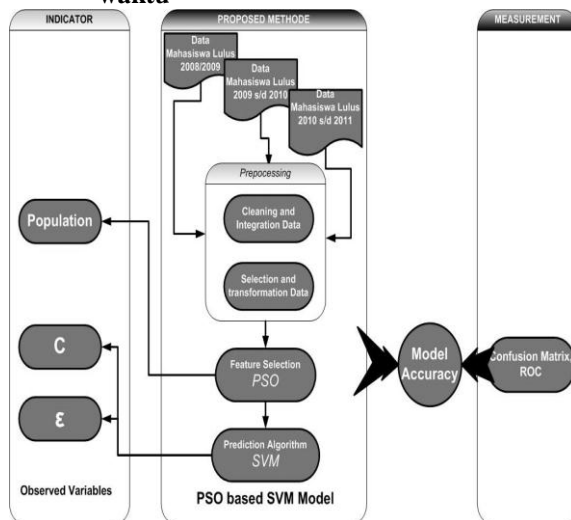 waktu
INDICATOR
PROPOSED METHODE
MEASUREMENT
Data
Mahasiswa Lulus
2008/2009
Data
Mahasiswa Lulus
2009 s/d 2010
Data
Mahasiswa Lulus
2010 s/d 2011
Prepocessing
Cleaning and
Integration Data
Selection and
transformation Data
Population
Feature Selection
PSO
C
ε
Prediction Algorithm
SVM
Model
Accuracy
Confusion Matrix,
ROC
Observed Variables
PSO based SVM Model